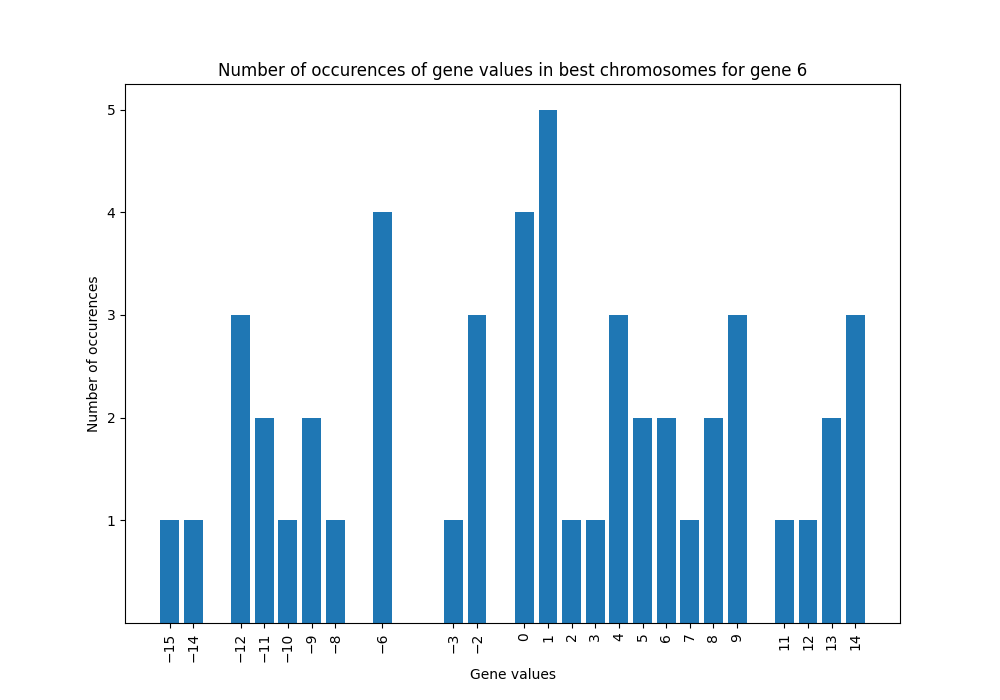 Number of occurences of gene values in best chromosomes for gene 6
Number of occurences
5
4
3
2
1
−15 −14 −12 −11 −10 −9 −8 −6 −3 −2 0 1 2 3 4 5 6 7 8 9 11 12 13 14
Gene values